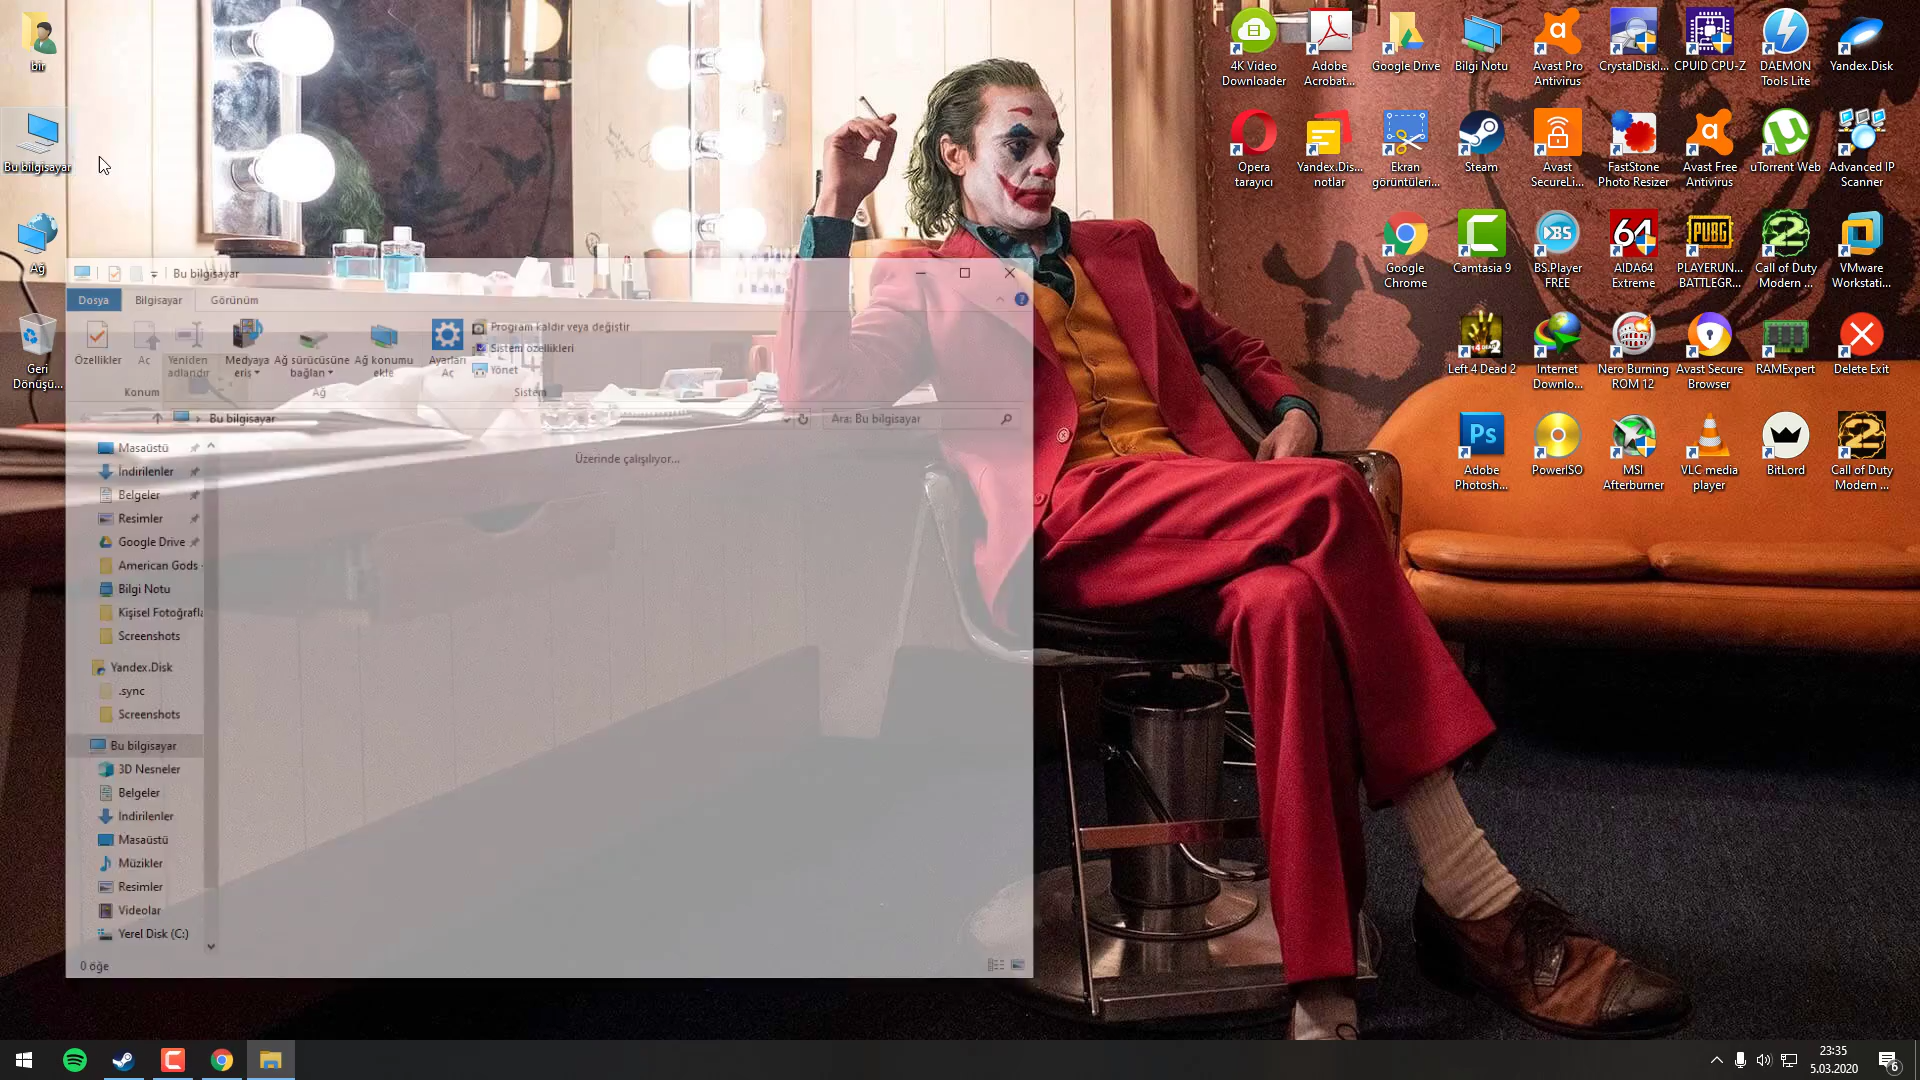 bir
Bu bilgisayar
Ağ
Geri
Dönüşü...
4K Video
Downloader
Adobe
Acrobat...
Google Drive
Bilgi Notu
Avast Pro
Antivirus
CrystalDiskI...
CPUID CPU-Z
DAEMON
Tools Lite
Yandex.Disk
Opera
tarayıcı
Yandex.Dis...
notlar
Ekran
görüntüleri...
Steam
Avast
SecureLi...
FastStone
Photo Resizer
Avast Free
Antivirus
uTorrent Web
Advanced IP
Scanner
Google
Chrome
Camtasia 9
BS.Player
FREE
AIDA64
Extreme
PLAYERUN...
BATTLEGR...
Call of Duty
Modern ...
VMware
Workstati...
Left 4 Dead 2
Internet
Downlo...
Nero Burning
ROM 12
Avast Secure
Browser
RAMExpert
Delete Exit
Adobe
Photosh...
PowerISO
MSI
Afterburner
VLC media
player
BitLord
Call of Duty
Modern ...
Bu bilgisayar
Dosya
Bilgisayar
Görünüm
Özellikler
Aç
Yeniden
adlandır
Medyaya
eriş
Ağ sürücüsüne
bağlan
Ağ konumu
ekle
Ayarları
Aç
Program kaldır veya değiştir
Sistem özellikleri
Yönet
Konum
Ağ
Sistem
Bu bilgisayar
Ara: Bu bilgisayar
Üzerinde çalışılıyor...
Masaüstü
İndirilenler
Belgeler
Resimler
Google Drive
American Gods
Bilgi Notu
Kişisel Fotoğrafla
Screenshots
Yandex.Disk
.sync
Screenshots
Bu bilgisayar
3D Nesneler
Belgeler
İndirilenler
Masaüstü
Müzikler
Resimler
Videolar
Yerel Disk (C:)
0 öğe
23:35
5.03.2020
6